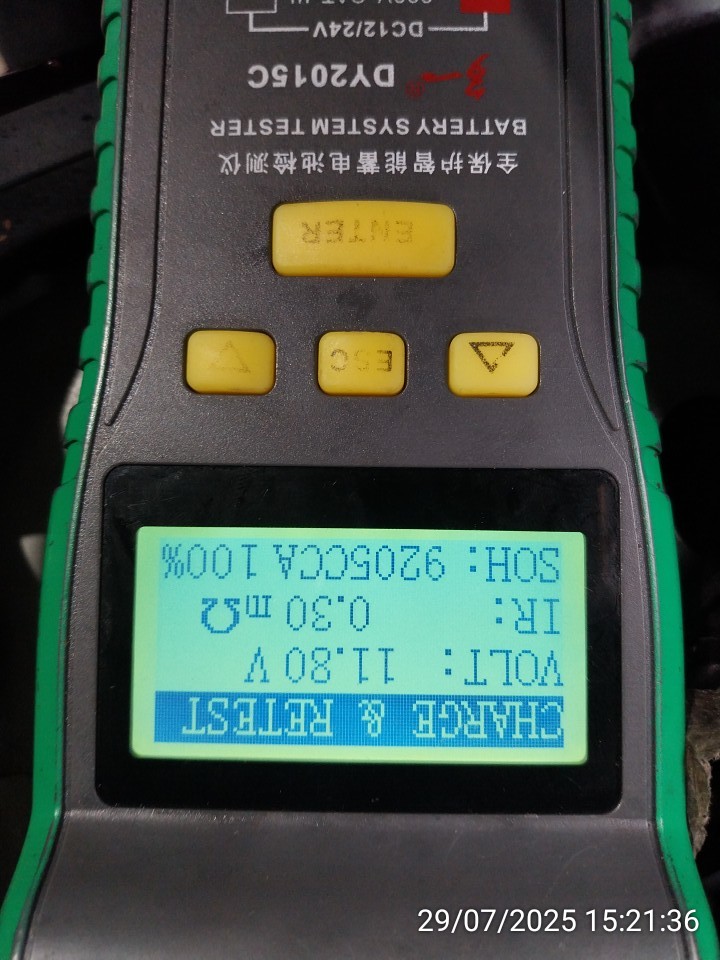 CHARGE & RETEST
VOLT: 11.80 V
IR: 0.30 mΩ
SOH: 9205CCA 100%
ESC
ENTER
全保护智能蓄电池检测仪
BATTERY SYSTEM TESTER
DY2015C
DC12/24V
29/07/2025 15:21:36